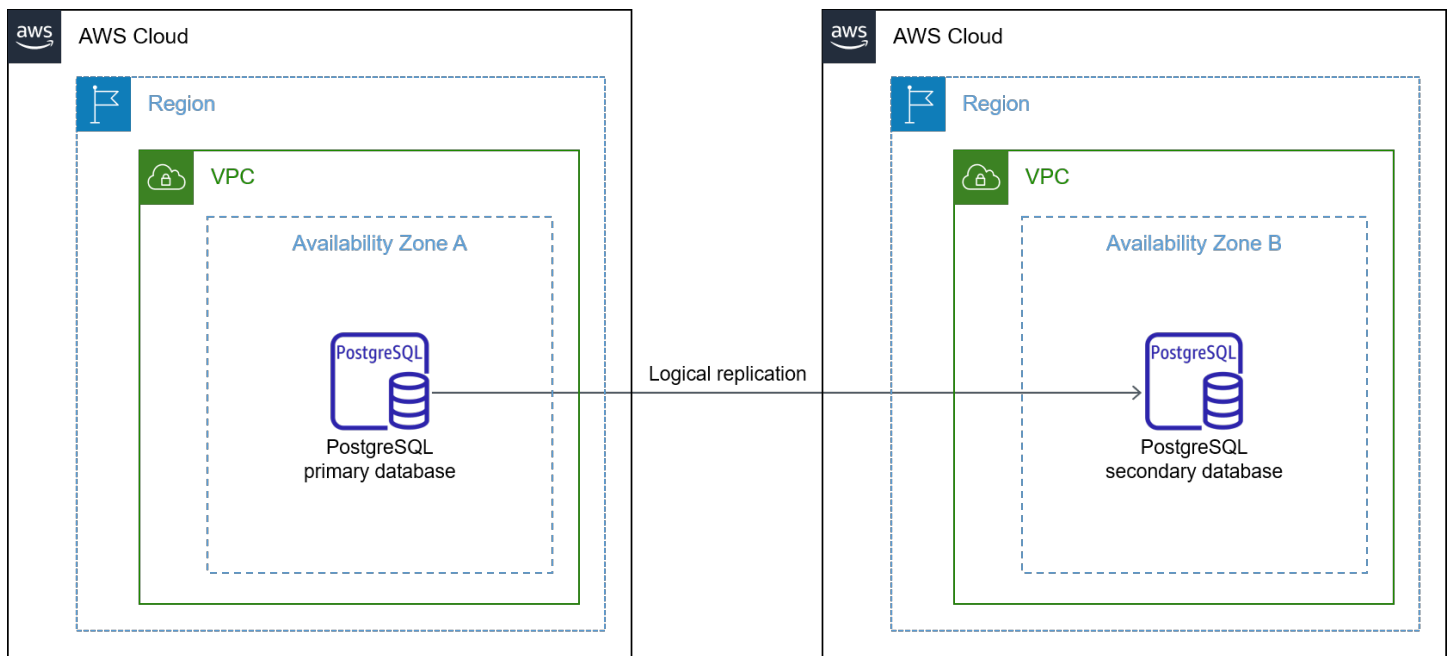 aws
AWS Cloud
Region
VPC
Availability Zone A
PostgreSQL
PostgreSQL
primary database
Logical replication
aws
AWS Cloud
Region
VPC
Availability Zone B
PostgreSQL
PostgreSQL
secondary database